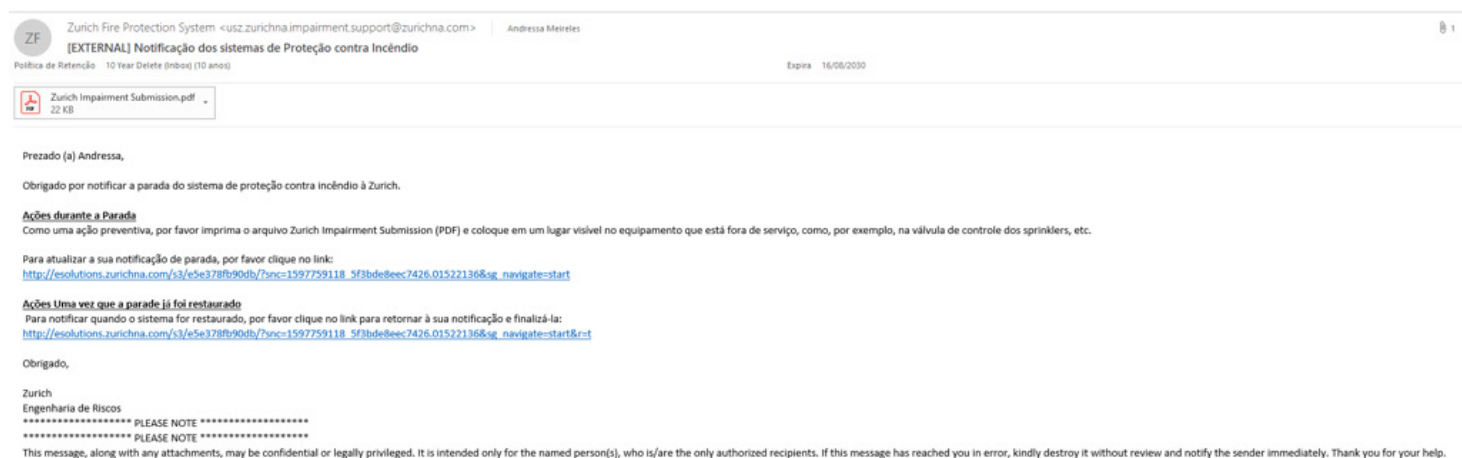 ZF
Zurich Fire Protection System <usz.zurichna.impairment.support@zurichna.com> Andressa Meireles
1
[EXTERNAL] Notificação dos sistemas de Proteção contra Incêndio
Política de Retenção 10 Year Delete (Inbox) (10 anos) Expira 16/08/2030
PDF
Zurich Impairment Submission.pdf
22 KB
Prezado (a) Andressa,
Obrigado por notificar a parada do sistema de proteção contra incêndio à Zurich.
Ações durante a Parada
Como uma ação preventiva, por favor imprima o arquivo Zurich Impairment Submission (PDF) e coloque em um lugar visível no equipamento que está fora de serviço, como, por exemplo, na válvula de controle dos sprinklers, etc.
Para atualizar a sua notificação de parada, por favor clique no link:
http://esolutions.zurichna.com/s3/e5e378fb90db/?snc=1597759118_5f3bde8eec7426.01522136&sg_navigate=start
Ações Uma vez que a parade já foi restaurado
Para notificar quando o sistema for restaurado, por favor clique no link para retornar à sua notificação e finalizá-la:
http://esolutions.zurichna.com/s3/e5e378fb90db/?snc=1597759118_5f3bde8eec7426.01522136&sg_navigate=start&r=t
Obrigado,
Zurich
Engenharia de Riscos
******************* PLEASE NOTE *******************
******************* PLEASE NOTE *******************
This message, along with any attachments, may be confidential or legally privileged. It is intended only for the named person(s), who is/are the only authorized recipients. If this message has reached you in error, kindly destroy it without review and notify the sender immediately. Thank you for your help.